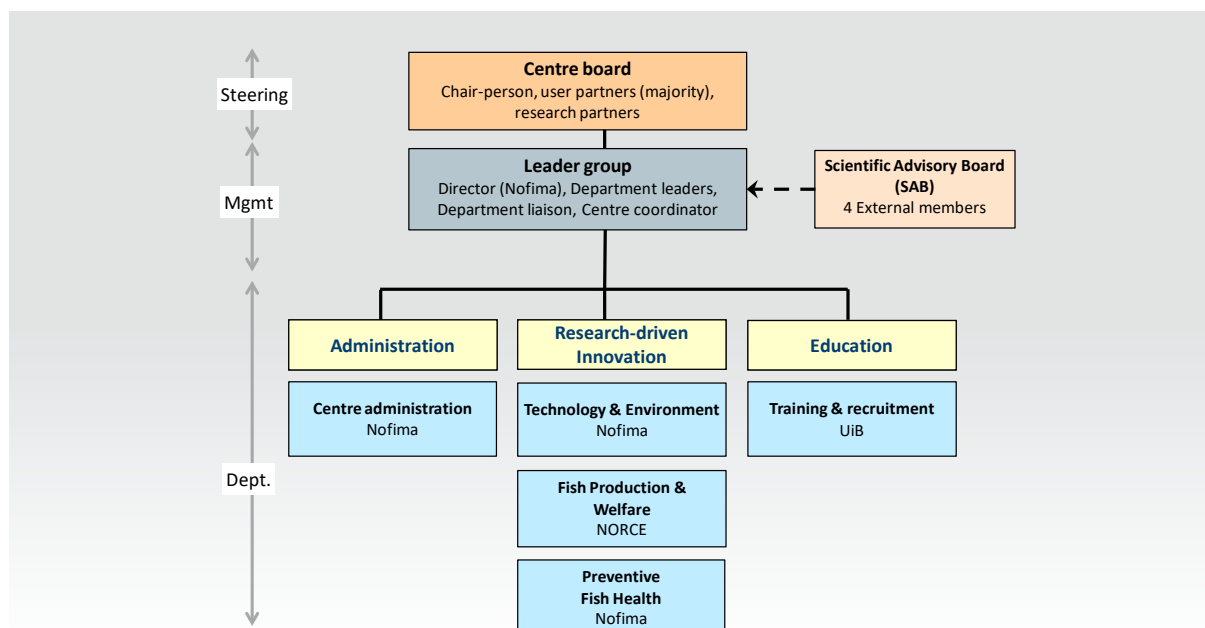 Steering
Centre board
Chair-person, user partners (majority),
research partners
Mgmt
Leader group
Director (Nofima), Department leaders,
Department liaison, Centre coordinator
Scientific Advisory Board
(SAB)
4 External members
Dept.
Administration
Research-driven
Innovation
Education
Centre administration
Nofima
Technology & Environment
Nofima
Training & recruitment
UiB
Fish Production &
Welfare
NORCE
Preventive
Fish Health
Nofima